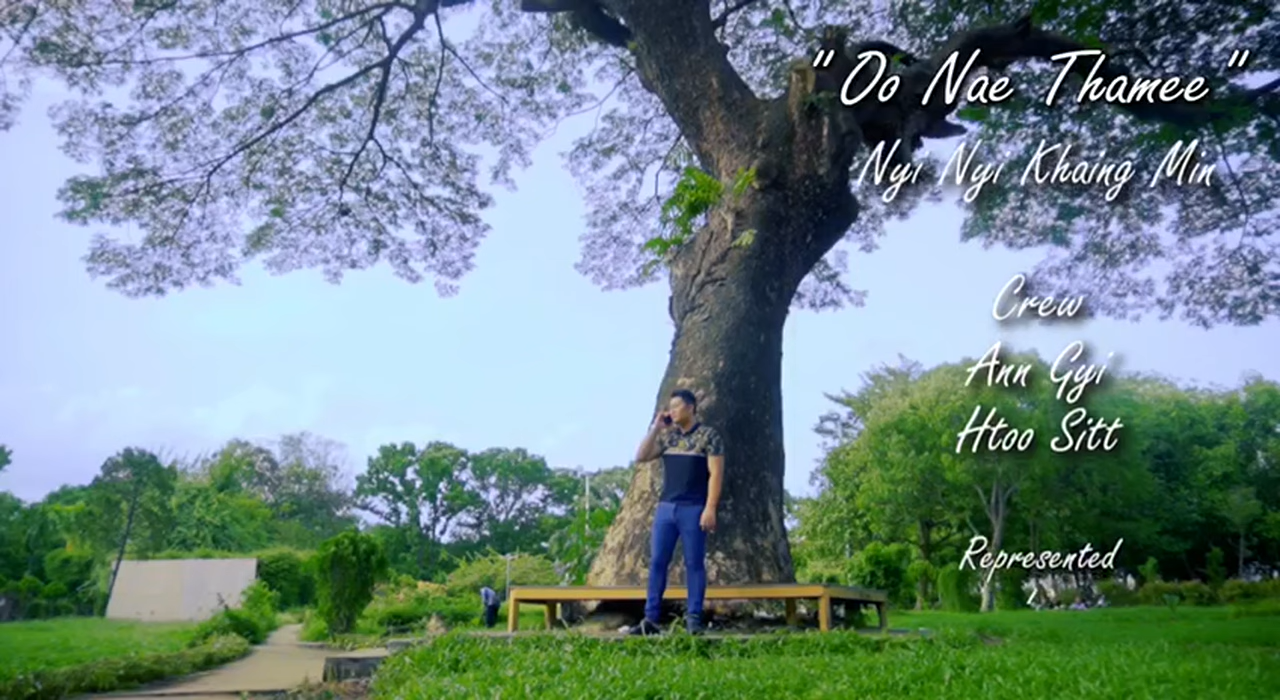 " Oo Nae Thamee "
Nyi Nyi Khaing Min
Crew
Ann Gyi
Htoo Sitt
Represented